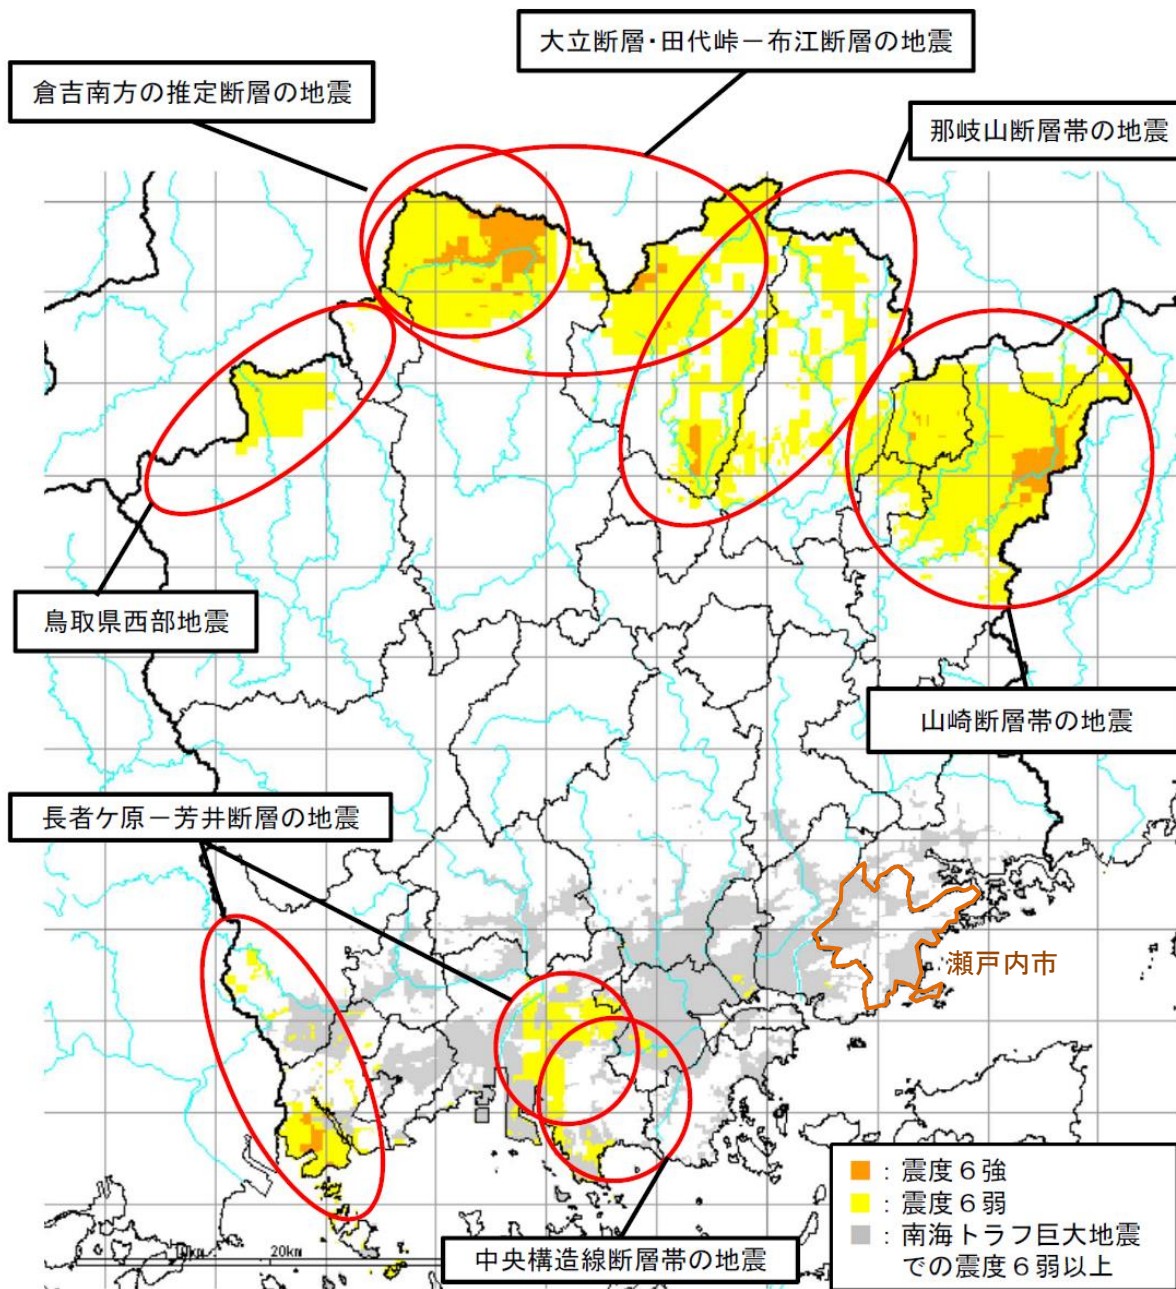 大立断層・田代峠－布江断層の地震
倉吉南方の推定断層の地震
那岐山断層帯の地震
鳥取県西部地震
山崎断層帯の地震
長者ケ原－芳井断層の地震
瀬戸内市
：震度６強
：震度６弱
：南海トラフ巨大地震
での震度６弱以上
中央構造線断層帯の地震
0 10km 20km